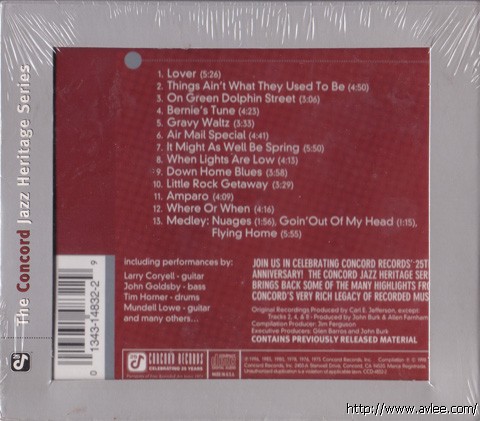 The Concord Jazz Heritage Series
1. Lover (5:26)
2. Things Ain't What They Used To Be (4:50)
3. On Green Dolphin Street (3:06)
4. Bernie's Tune (4:23)
5. Gravy Waltz (3:33)
6. Air Mail Special (4:41)
7. It Might As Well Be Spring (5:50)
8. When Lights Are Low (4:13)
9. Down Home Blues (3:58)
10. Little Rock Getaway (3:29)
11. Amparo (4:09)
12. Where Or When (4:16)
13. Medley: Nuages (1:56), Goin'Out Of My Head (1:15),
Flying Home (5:55)
including performances by:
Larry Coryell - guitar
John Goldsby - bass
Tim Horner - drums
Mundell Lowe - guitar
and many others...
JOIN US IN CELEBRATING CONCORD RECORDS' 25TH
ANNIVERSARY! THE CONCORD JAZZ HERITAGE SERI
BRINGS BACK SOME OF THE MANY HIGHLIGHTS FROM
CONCORD'S VERY RICH LEGACY OF RECORDED MUS
Original Recordings Produced by Carl E. Jefferson, except:
Tracks 2, 4, & 9 - Produced by John Burk & Allen Farnham
Compilation Producer: Jim Ferguson
Executive Producers: Glen Barros and John Burk
CONTAINS PREVIOUSLY RELEASED MATERIAL
0 13431-4832-2 9
CONCORD RECORDS
CELEBRATING 25 YEARS
http://www.avlee.com